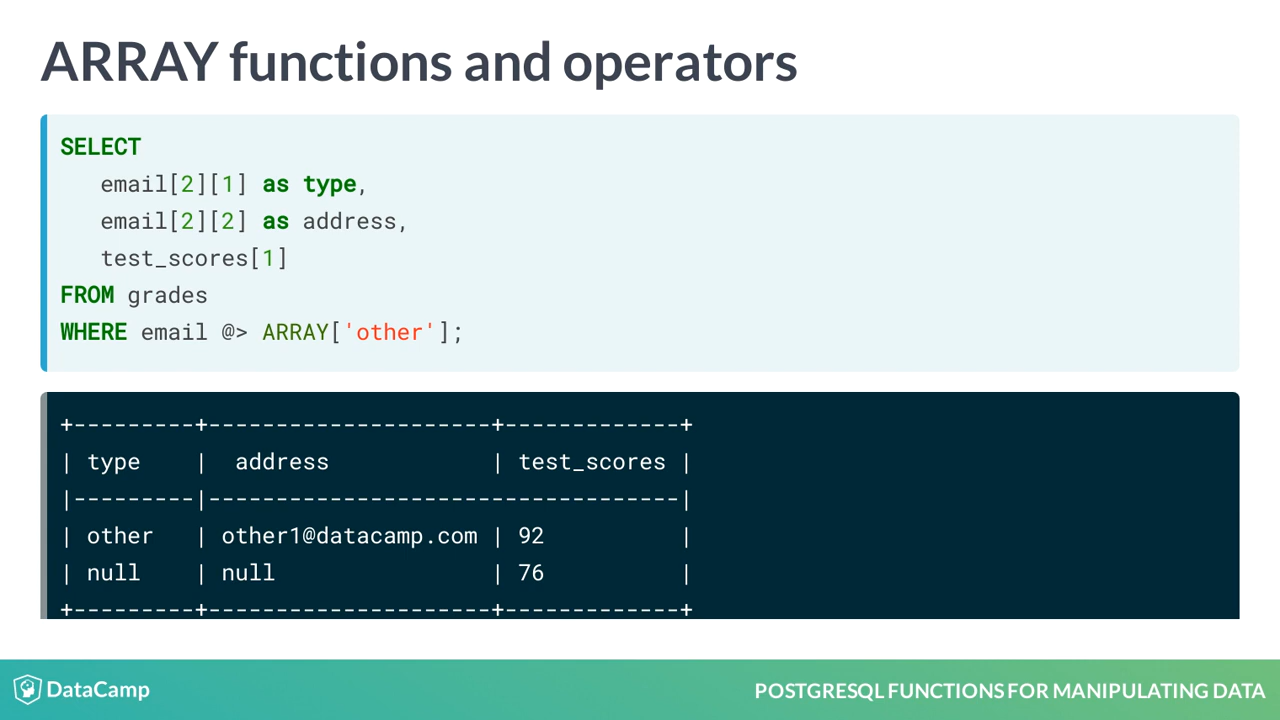 ARRAY functions and operators
SELECT
email[2][1] as type,
email[2][2] as address,
test_scores[1]
FROM grades
WHERE email @> ARRAY['other'];
+---------+---------------------+-------------+
| type    |  address            | test_scores |
|---------|-----------------------------------|
| other   | other1@datacamp.com | 92          |
| null    | null                | 76          |
+---------+---------------------+-------------+
DataCamp
POSTGRESQL FUNCTIONS FOR MANIPULATING DATA